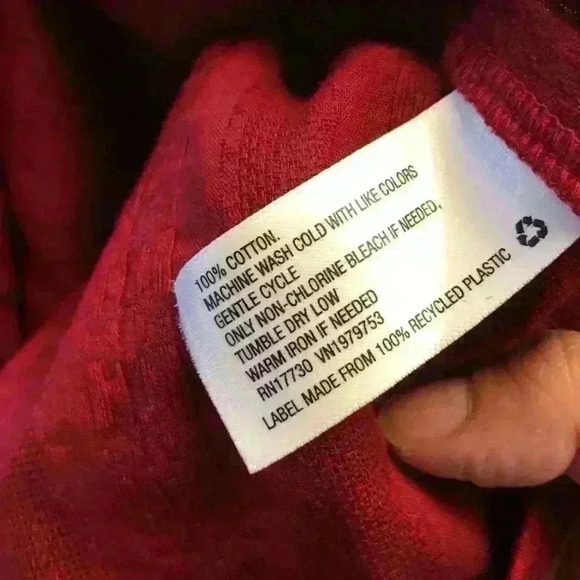 100% COTTON.
MACHINE WASH COLD WITH LIKE COLORS
GENTLE CYCLE
ONLY NON-CHLORINE BLEACH IF NEEDED,
TUMBLE DRY LOW
WARM IRON IF NEEDED
RN17730 VN1979753
LABEL MADE FROM 100% RECYCLED PLASTIC